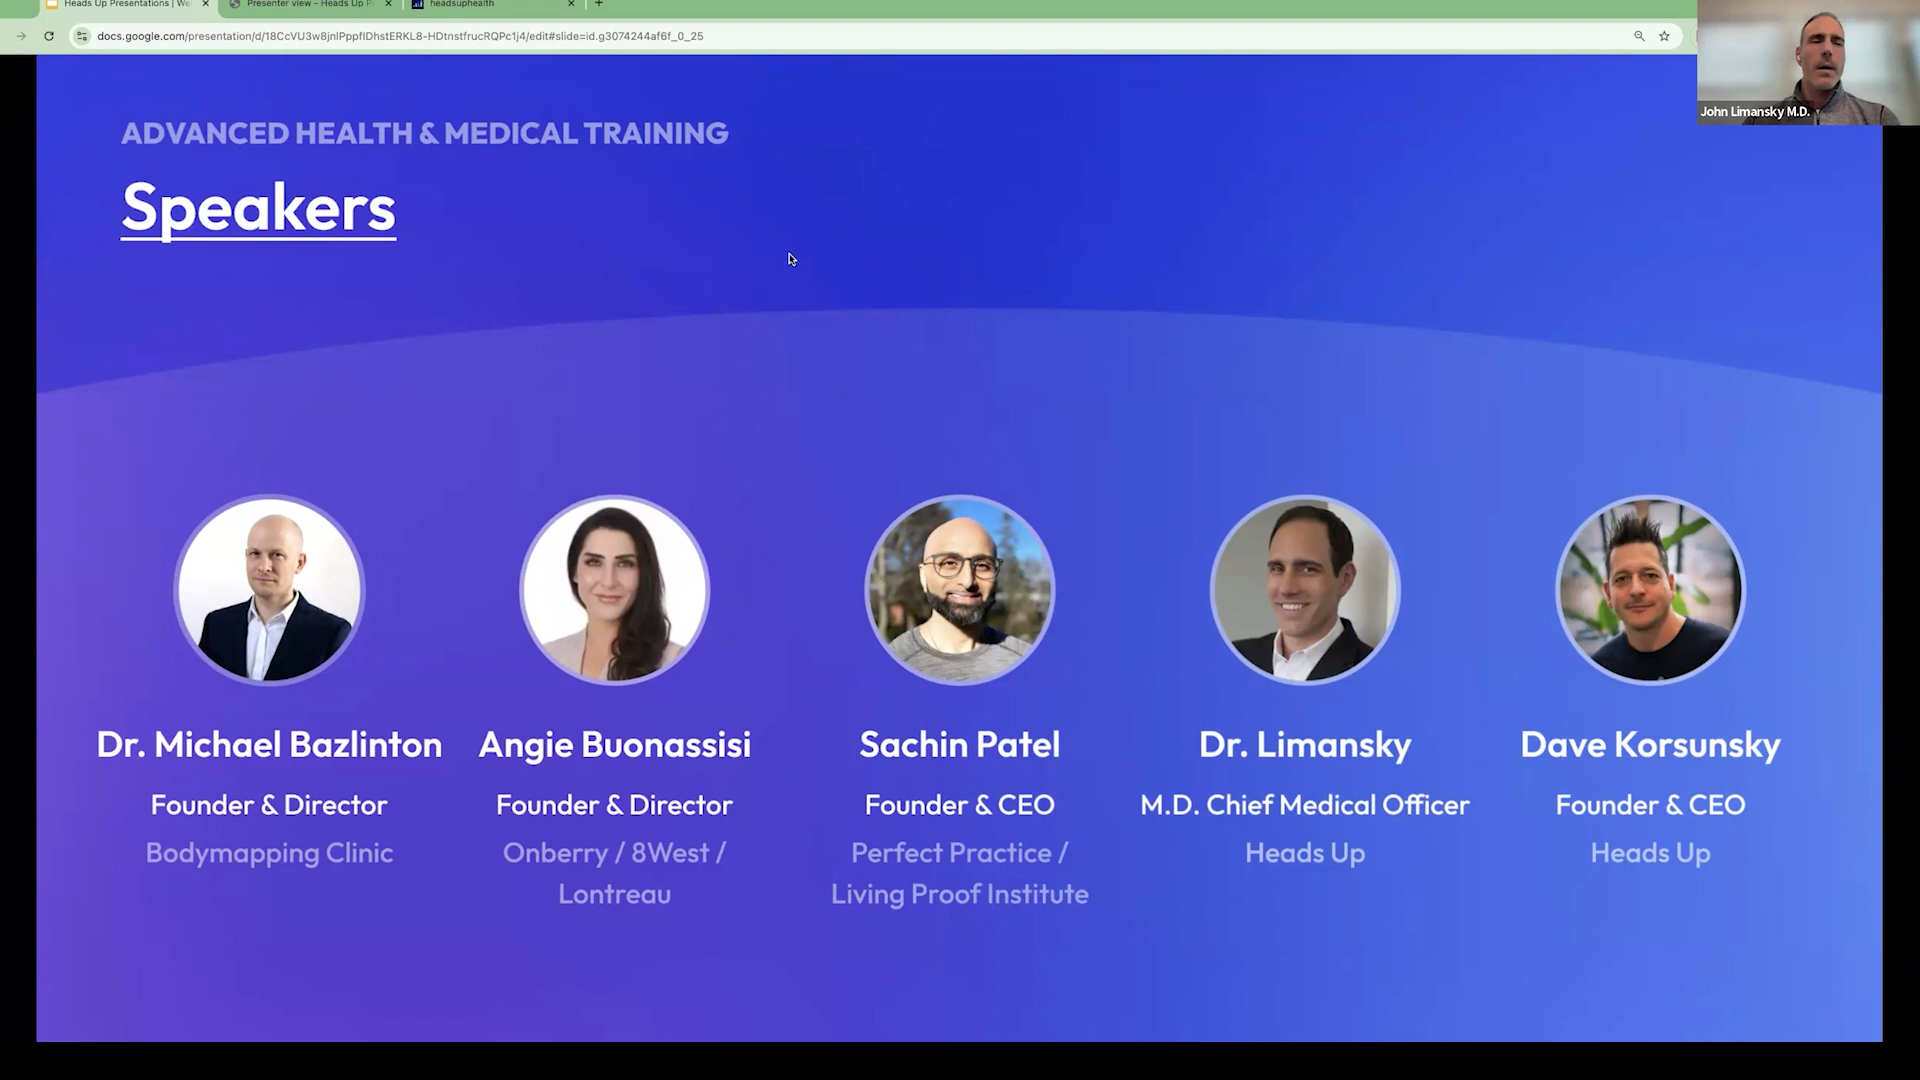 Heads Up Presentations | We
Presenter view - Heads Up P
headsuphealth
docs.google.com/presentation/d/18CcVU3w8jnlPppflDhstERKL8-HDtnstfrucRQPc1j4/edit#slide=id.g3074244af6f_0_25
John Limansky M.D.
ADVANCED HEALTH & MEDICAL TRAINING
Speakers
Dr. Michael Bazlinton
Founder & Director
Bodymapping Clinic
Angie Buonassisi
Founder & Director
Onberry / 8West /
Lontreau
Sachin Patel
Founder & CEO
Perfect Practice /
Living Proof Institute
Dr. Limansky
M.D. Chief Medical Officer
Heads Up
Dave Korsunsky
Founder & CEO
Heads Up